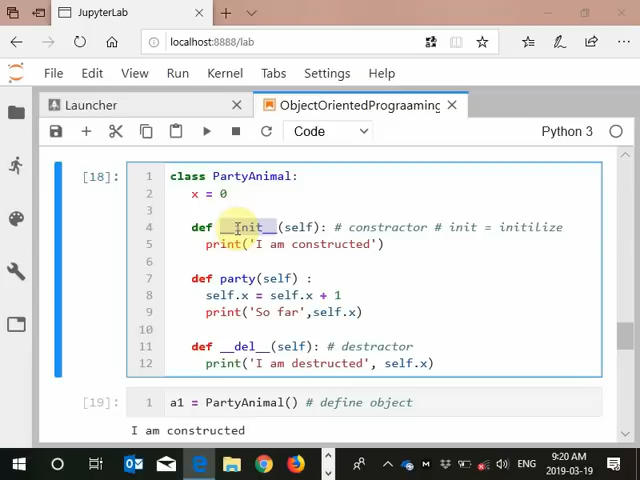 JupyterLab
localhost:8888/lab
File Edit View Run Kernel Tabs Settings Help
Launcher
ObjectOrientedPrograaming
Code
Python 3
[18]:
1 class PartyAnimal:
2 x = 0
3
4 def __init__(self): # constractor # init = initilize
5 print('I am constructed')
6
7 def party(self) :
8 self.x = self.x + 1
9 print('So far',self.x)
10
11 def __del__(self): # destractor
12 print('I am destructed', self.x)
[19]: 1 a1 = PartyAnimal() # define object
I am constructed
ENG
9:20 AM
2019-03-19